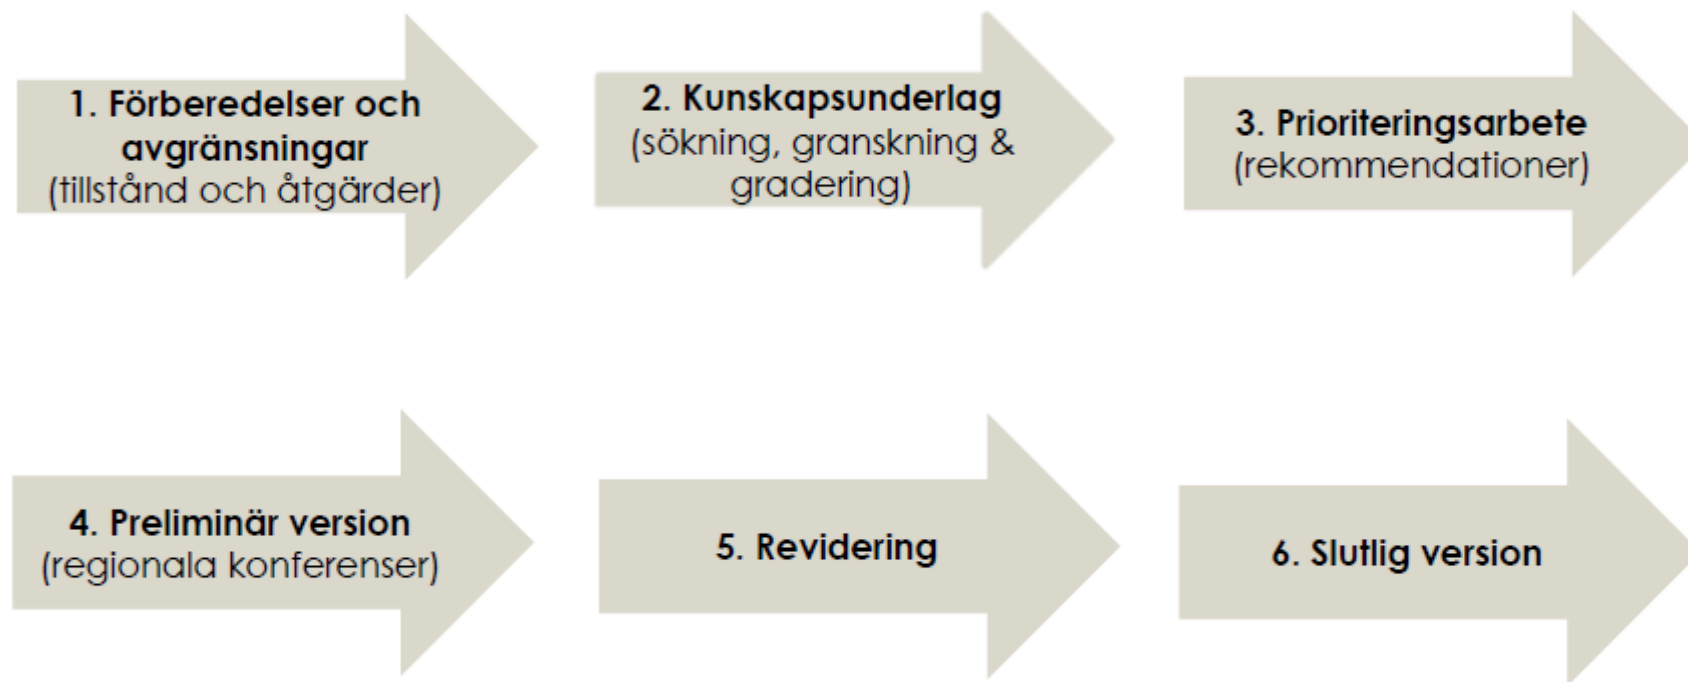 1. Förberedelser och
avgränsningar
(tillstånd och åtgärder)
2. Kunskapsunderlag
(sökning, granskning &
gradering)
3. Prioriteringsarbete
(rekommendationer)
4. Preliminär version
(regionala konferenser)
5. Revidering
6. Slutlig version